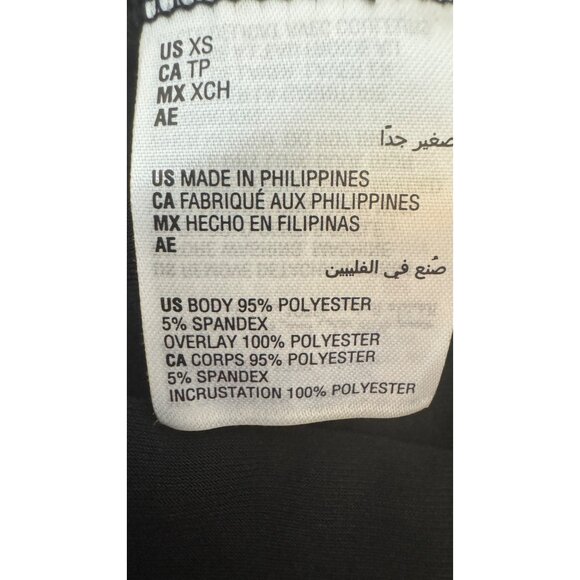 US XS
CA TP
MX XCH
AE
صغير جدًا
US MADE IN PHILIPPINES
CA FABRIQUÉ AUX PHILIPPINES
MX HECHO EN FILIPINAS
AE
صُنع في الفليبين
US BODY 95% POLYESTER
5% SPANDEX
OVERLAY 100% POLYESTER
CA CORPS 95% POLYESTER
5% SPANDEX
INCRUSTATION 100% POLYESTER